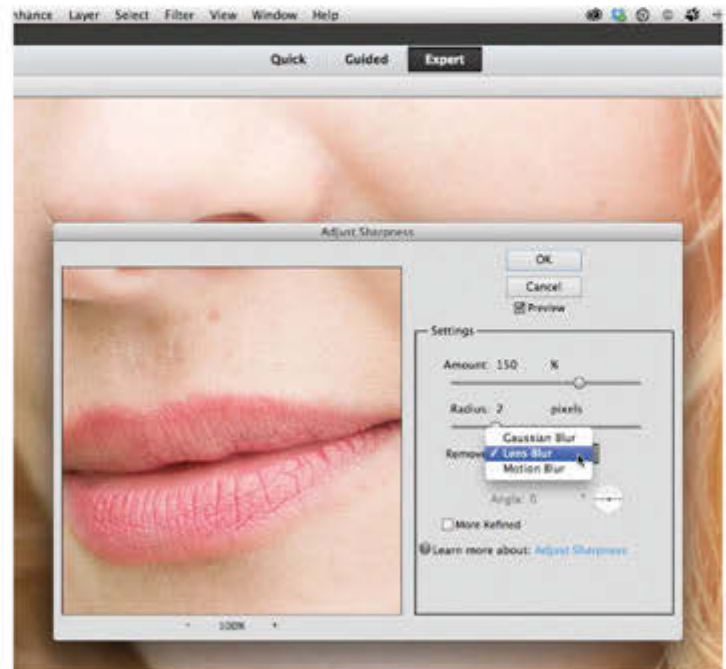 hance Layer Select Filter View Window Help
Quick Guided Expert
Adjust Sharpness
OK
Cancel
Preview
Settings
Amount: 150 %
Radius: 2 pixels
Gaussian Blur
Remove ✓ Lens Blur
Motion Blur
Angle: 0 °
More Refined
Learn more about: Adjust Sharpness
- 100% +